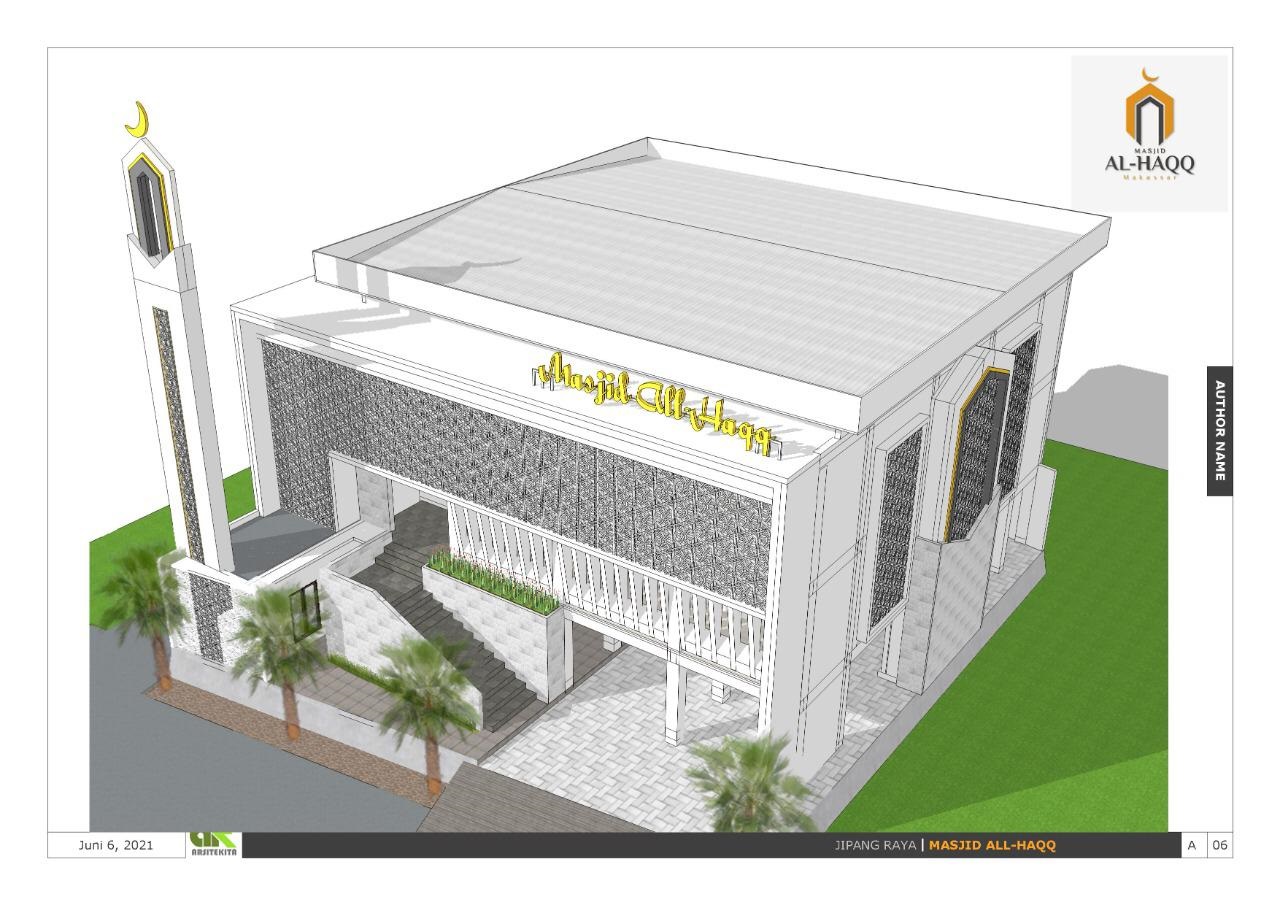 MASJID
AL-HAQQ
Makassar
Masjid All-Haqq
AUTHOR NAME
Juni 6, 2021
ARSITEKITA
JIPANG RAYA | MASJID ALL-HAQQ
A 06